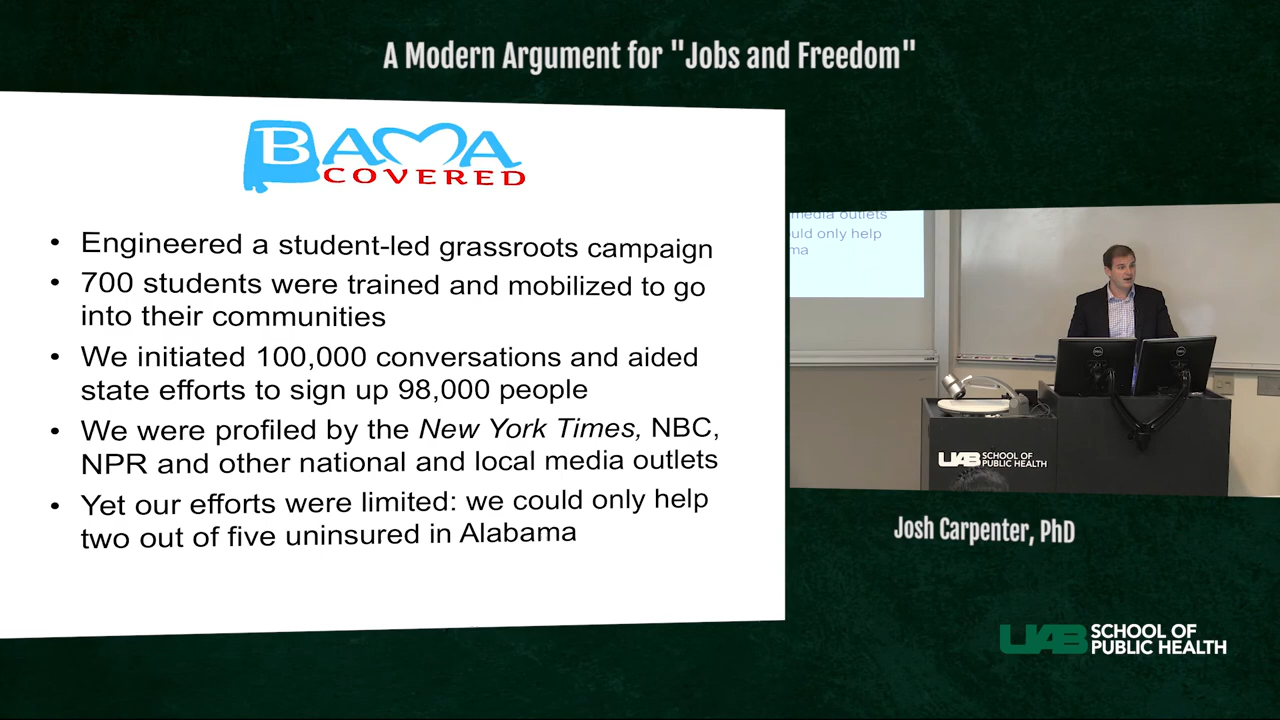 A Modern Argument for "Jobs and Freedom"
BAMA
COVERED
• Engineered a student-led grassroots campaign
• 700 students were trained and mobilized to go
into their communities
• We initiated 100,000 conversations and aided
state efforts to sign up 98,000 people
• We were profiled by the New York Times, NBC,
NPR and other national and local media outlets
• Yet our efforts were limited: we could only help
two out of five uninsured in Alabama
media outlets
uld only help
ma
UAB SCHOOL OF
PUBLIC HEALTH
Josh Carpenter, PhD
UAB SCHOOL OF
PUBLIC HEALTH